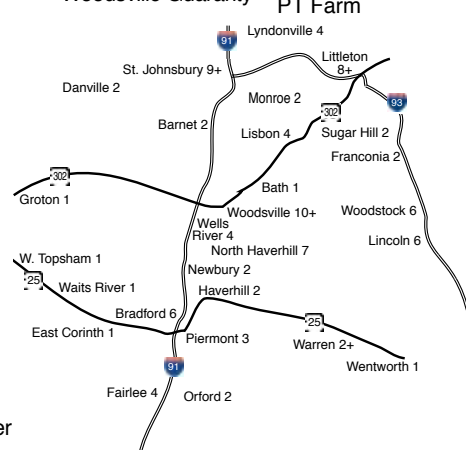 PT Farm
Lyndonville 4
91
Littleton
8+
St. Johnsbury 9+
Danville 2
Monroe 2
93
302
Barnet 2
Lisbon 4
Sugar Hill 2
Franconia 2
302
Bath 1
Groton 1
Woodsville 10+
Woodstock 6
Wells
River 4
Lincoln 6
North Haverhill 7
W. Topsham 1
Newbury 2
25
Waits River 1
Haverhill 2
Bradford 6
25
East Corinth 1
Piermont 3
Warren 2+
91
Wentworth 1
Fairlee 4
Orford 2
er